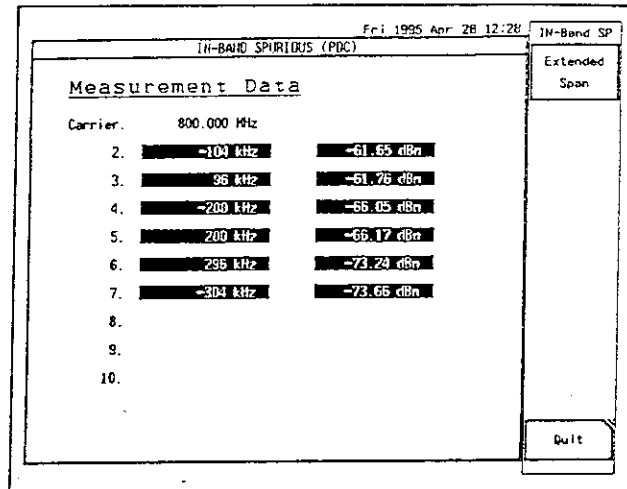 Fri 1995 Apr 28 12:28
IN-BAND SPURIOUS (PDC)
IN-Band SP
Extended
Span
Measurement Data
Carrier. 800.000 MHz
2. -104 kHz -61.65 dBm
3. 96 kHz -61.76 dBm
4. -200 kHz -66.05 dBm
5. 200 kHz -66.17 dBm
6. 296 kHz -73.24 dBm
7. -304 kHz -73.66 dBm
8.
9.
10.
Quit